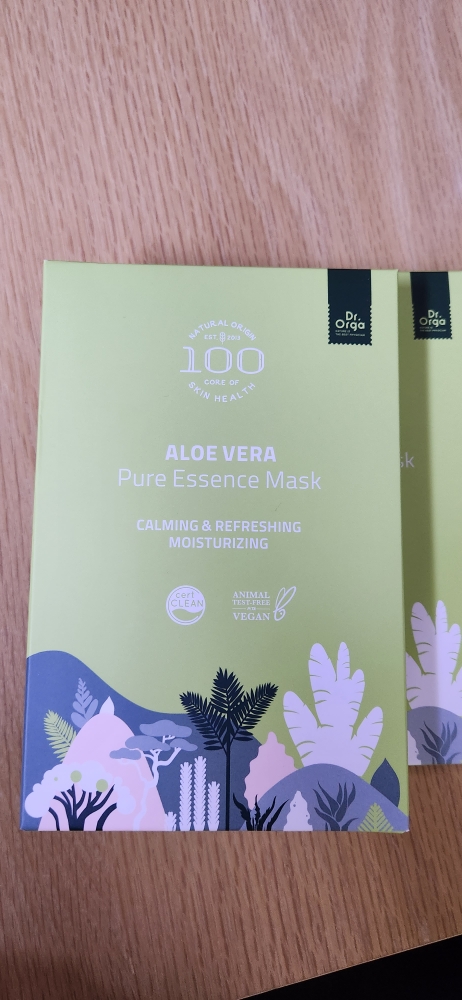 Dr.
Orga
NATURAL ORIGIN
EST. 2013
100
CORE OF
SKIN HEALTH
ALOE VERA
Pure Essence Mask
CALMING & REFRESHING
MOISTURIZING
cert
CLEAN
ANIMAL
TEST-FREE
VEGAN
Dr.
Orga
sk